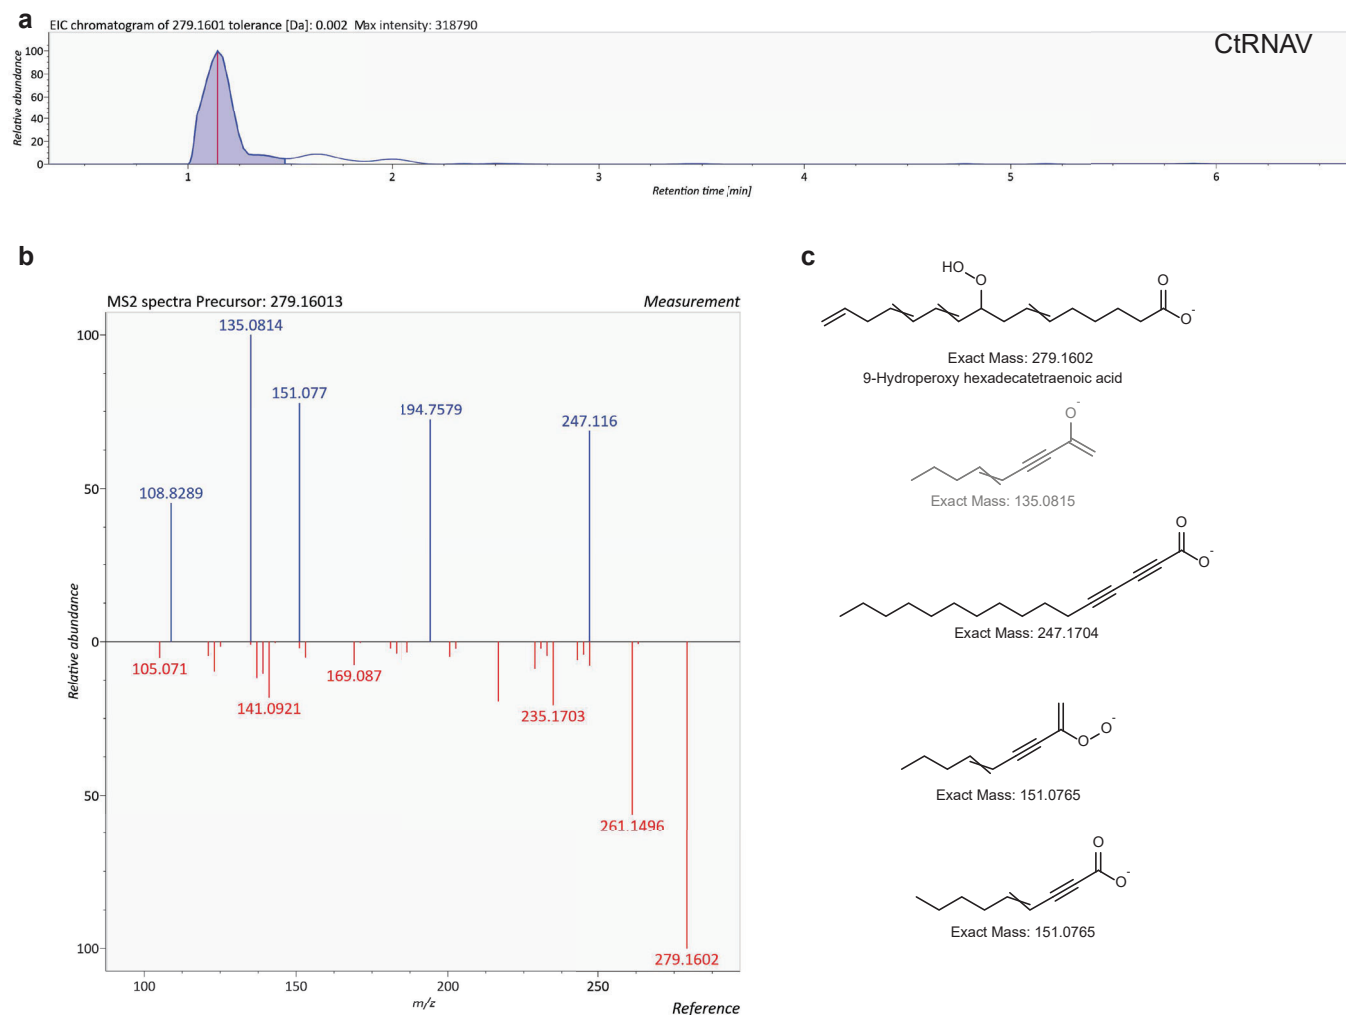 a
EIC chromatogram of 279.1601 tolerance [Da]: 0.002 Max intensity: 318790
CtRNAV
Relative abundance
100
80
60
40
20
0
1
2
3
4
5
6
Retention time [min]
b
MS2 spectra Precursor: 279.16013
Measurement
135.0814
151.077
194.7579
247.116
108.8289
100
50
0
50
100
Relative abundance
105.071
141.0921
169.087
235.1703
261.1496
279.1602
100
150
200
250
m/z
Reference
c
HO
O
O
O-
Exact Mass: 279.1602
9-Hydroperoxy hexadecatetraenoic acid
O-
Exact Mass: 135.0815
O
O-
Exact Mass: 247.1704
O
O-
Exact Mass: 151.0765
O
O-
Exact Mass: 151.0765